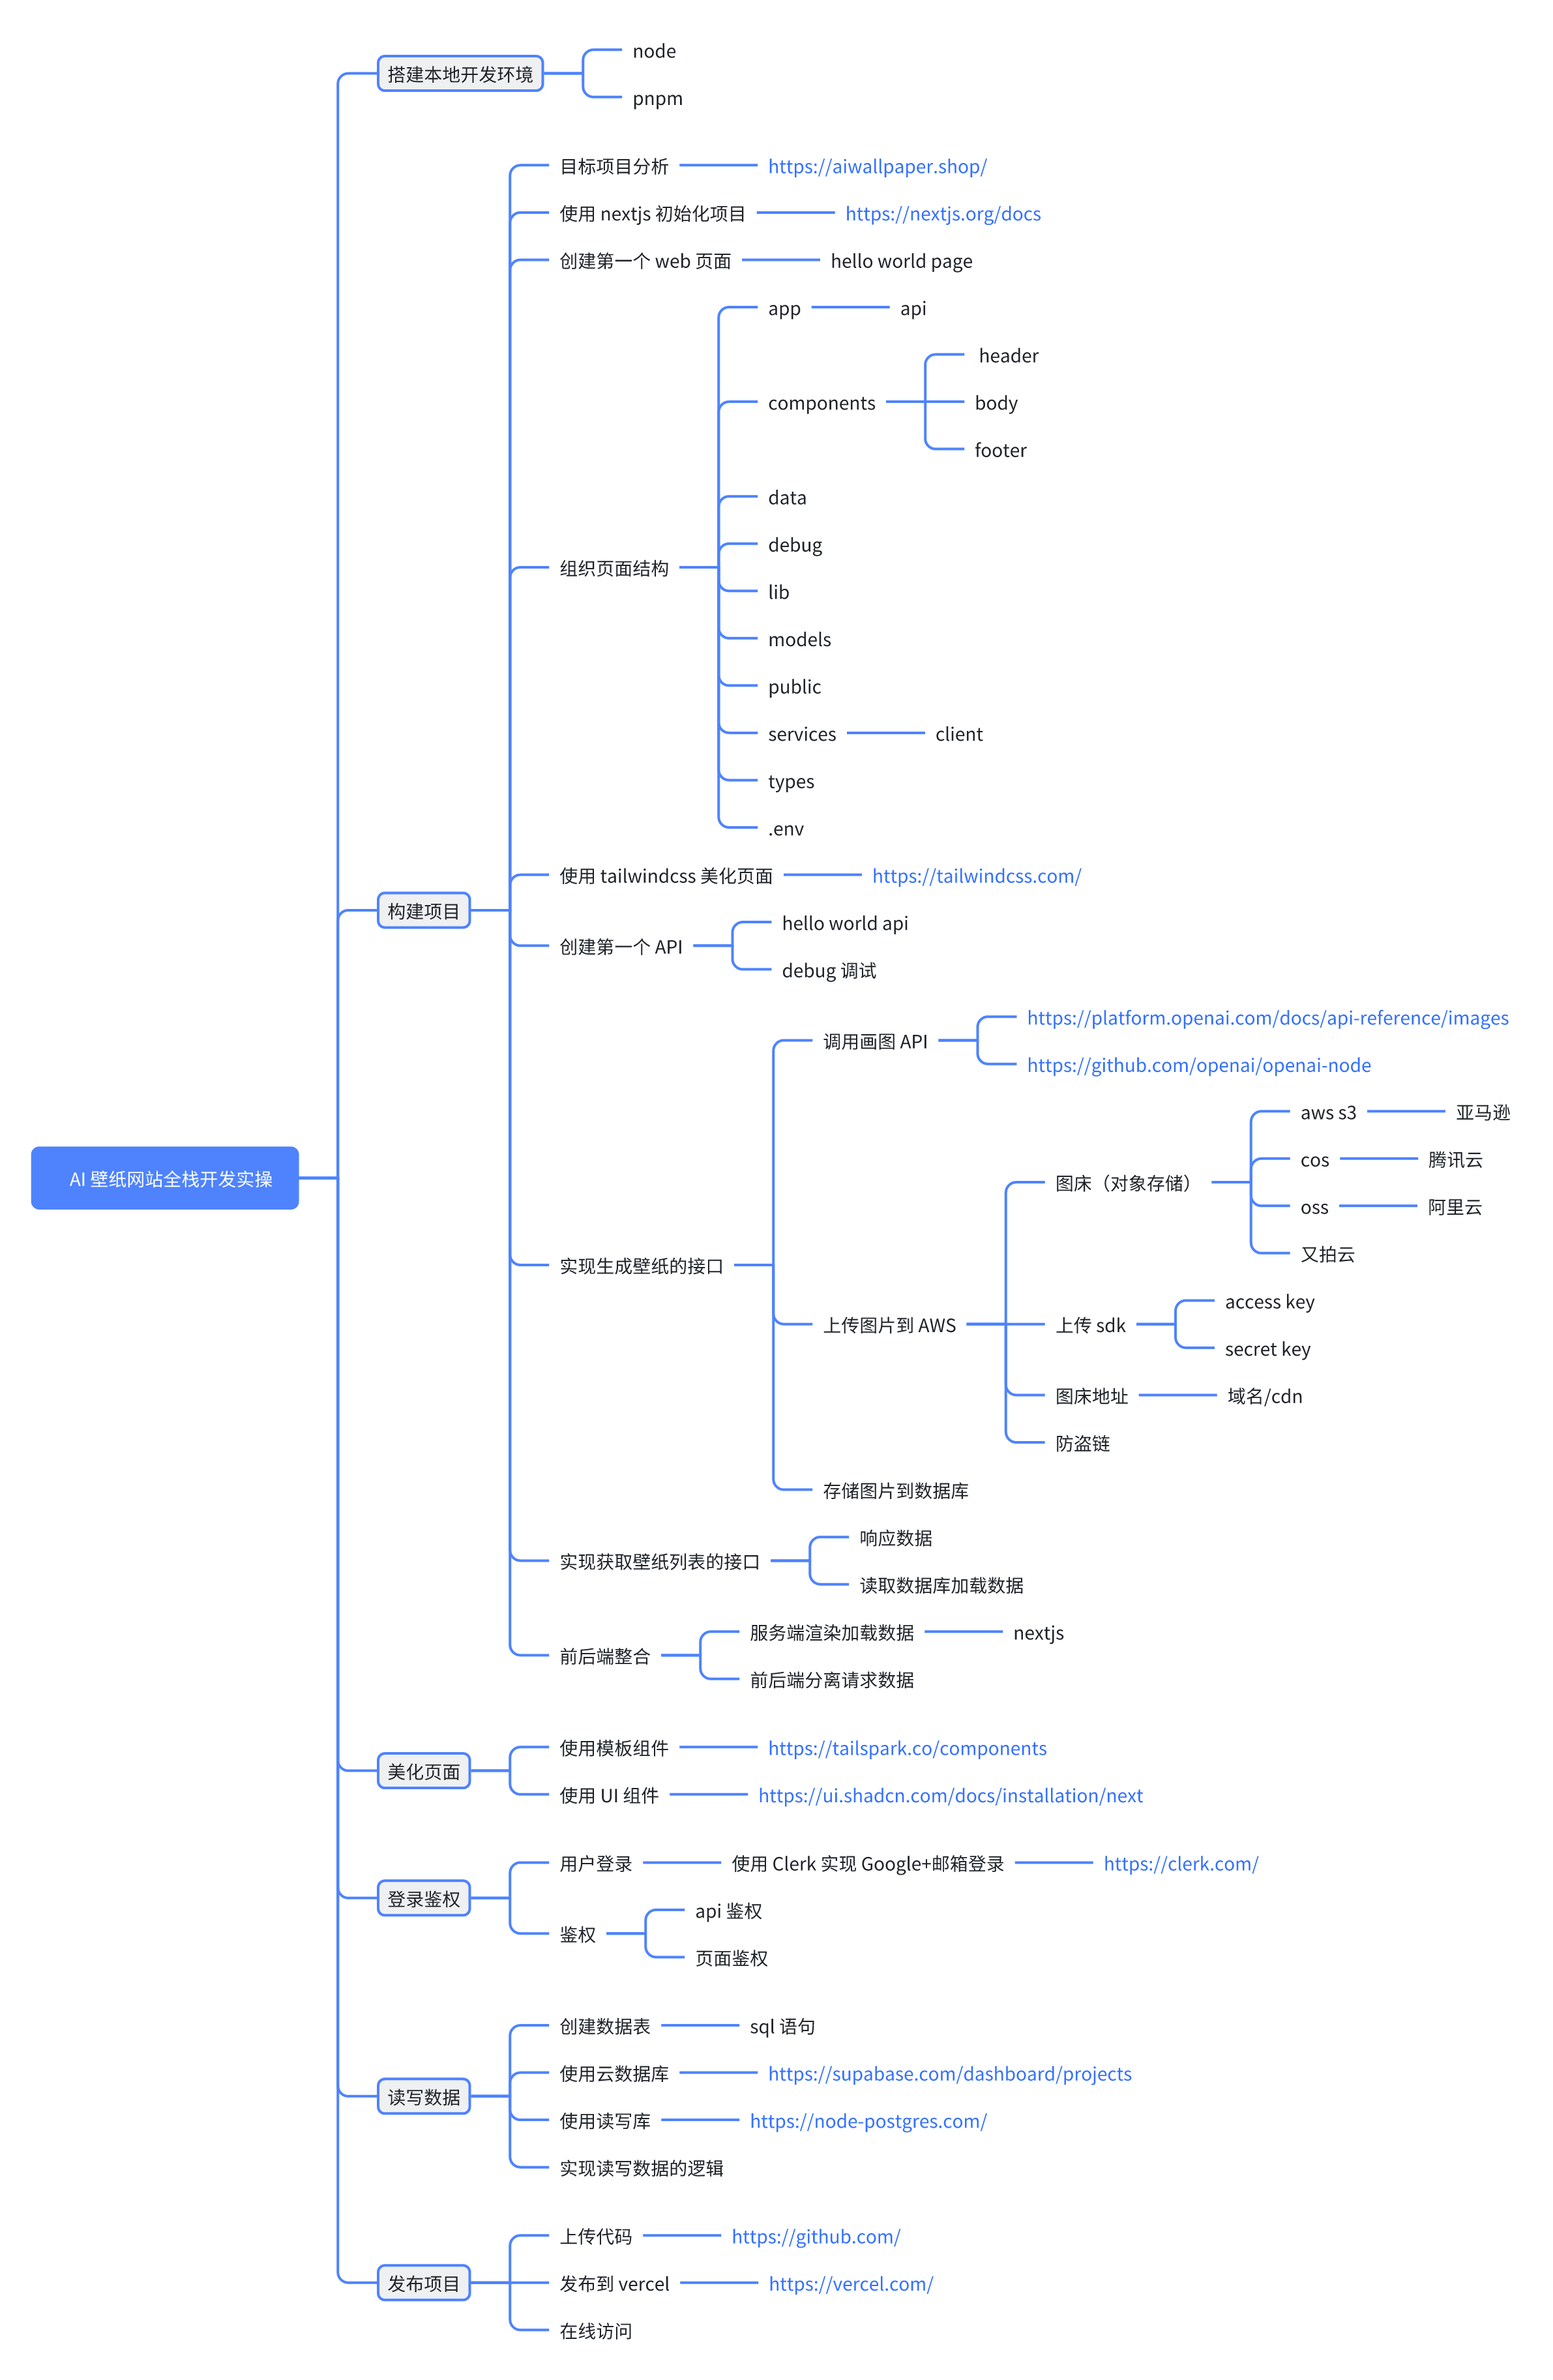 AI 壁纸网站全栈开发实操
搭建本地开发环境
node
pnpm
构建项目
目标项目分析
https://aiwallpaper.shop/
使用 nextjs 初始化项目
https://nextjs.org/docs
创建第一个 web 页面
hello world page
组织页面结构
app
api
components
header
body
footer
data
debug
lib
models
public
services
client
types
.env
使用 tailwindcss 美化页面
https://tailwindcss.com/
创建第一个 API
hello world api
debug 调试
实现生成壁纸的接口
调用画图 API
https://platform.openai.com/docs/api-reference/images
https://github.com/openai/openai-node
上传图片到 AWS
图床（对象存储）
aws s3
亚马逊
cos
腾讯云
oss
阿里云
又拍云
上传 sdk
access key
secret key
图床地址
域名/cdn
防盗链
存储图片到数据库
实现获取壁纸列表的接口
响应数据
读取数据库加载数据
前后端整合
服务端渲染加载数据
nextjs
前后端分离请求数据
美化页面
使用模板组件
https://tailspark.co/components
使用 UI 组件
https://ui.shadcn.com/docs/installation/next
登录鉴权
用户登录
使用 Clerk 实现 Google+邮箱登录
https://clerk.com/
鉴权
api 鉴权
页面鉴权
读写数据
创建数据表
sql 语句
使用云数据库
https://supabase.com/dashboard/projects
使用读写库
https://node-postgres.com/
实现读写数据的逻辑
发布项目
上传代码
https://github.com/
发布到 vercel
https://vercel.com/
在线访问